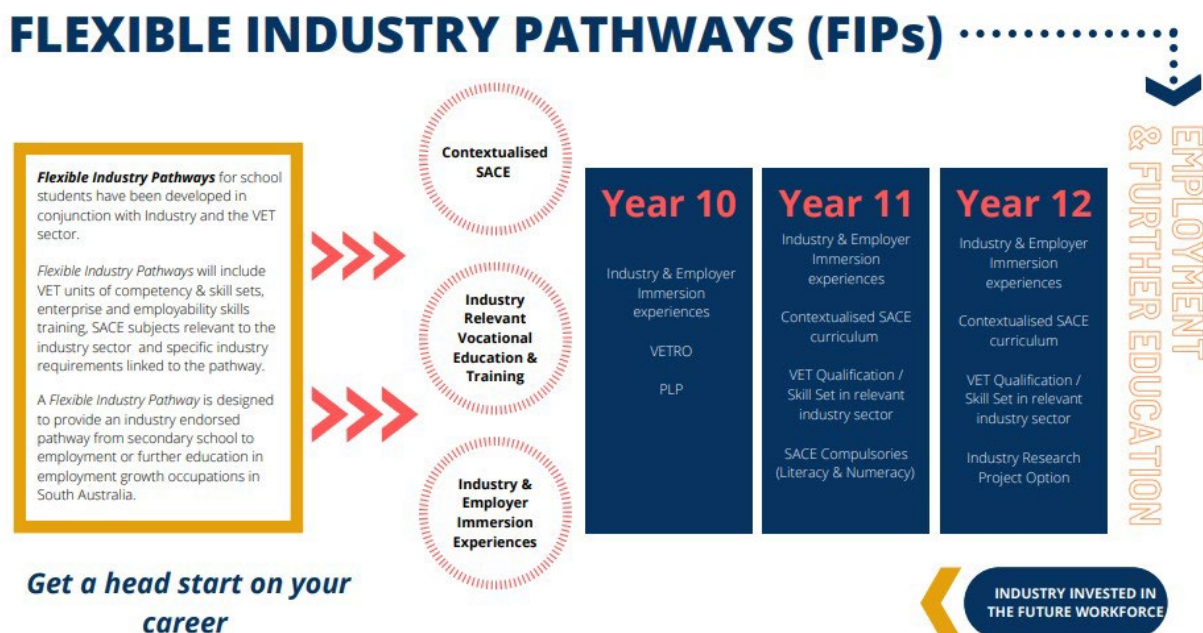 FLEXIBLE INDUSTRY PATHWAYS (FIPs)
Flexible Industry Pathways for school
students have been developed in
conjunction with Industry and the VET
sector.
Flexible Industry Pathways will include
VET units of competency & skill sets,
enterprise and employability skills
training, SACE subjects relevant to the
industry sector and specific industry
requirements linked to the pathway.
A Flexible Industry Pathway is designed
to provide an industry endorsed
pathway from secondary school to
employment or further education in
employment growth occupations in
South Australia.
Get a head start on your
career
Contextualised
SACE
Industry
Relevant
Vocational
Education &
Training
Industry &
Employer
Immersion
Experiences
Year 10
Industry & Employer
Immersion
experiences
VETRO
PLP
Year 11
Industry & Employer
Immersion
experiences
Contextualised SACE
curriculum
VET Qualification /
Skill Set in relevant
industry sector
SACE Compulsories
(Literacy & Numeracy)
Year 12
Industry & Employer
Immersion
experiences
Contextualised SACE
curriculum
VET Qualification /
Skill Set in relevant
industry sector
Industry Research
Project Option
EMPLOYMENT
& FURTHER EDUCATION
INDUSTRY INVESTED IN
THE FUTURE WORKFORCE